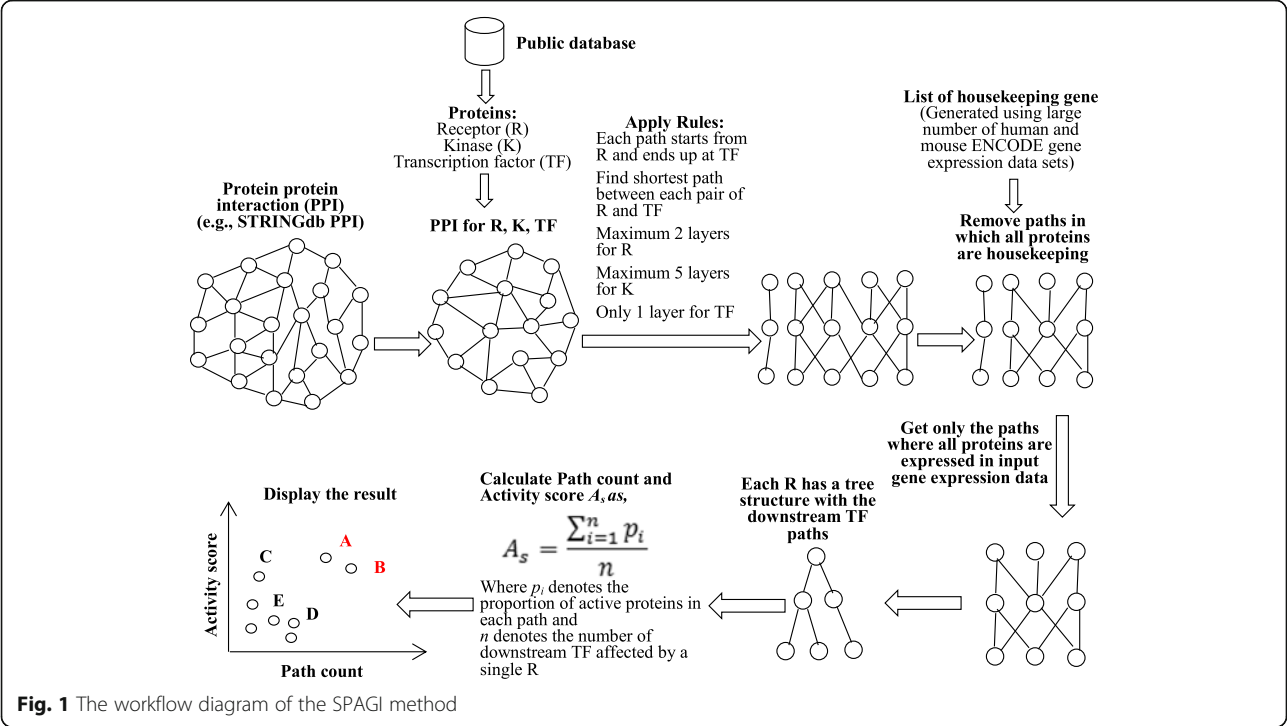 Public database
Proteins:
Receptor (R)
Kinase (K)
Transcription factor (TF)
Protein protein
interaction (PPI)
(e.g., STRINGdb PPI)
PPI for R, K, TF
Apply Rules:
Each path starts from
R and ends up at TF
Find shortest path
between each pair of
R and TF
Maximum 2 layers
for R
Maximum 5 layers
for K
Only 1 layer for TF
List of housekeeping gene
(Generated using large
number of human and
mouse ENCODE gene
expression data sets)
Remove paths in
which all proteins
are housekeeping
Get only the paths
where all proteins are
expressed in input
gene expression data
Each R has a tree
structure with the
downstream TF
paths
Calculate Path count and
Activity score Aₛ as,
Aₛ = ∑ⁿᵢ₌₁ pᵢ / n
Where pᵢ denotes the
proportion of active proteins in
each path and
n denotes the number of
downstream TF affected by a
single R
Display the result
Activity score
A
B
C
E
D
Path count
Fig. 1 The workflow diagram of the SPAGI method